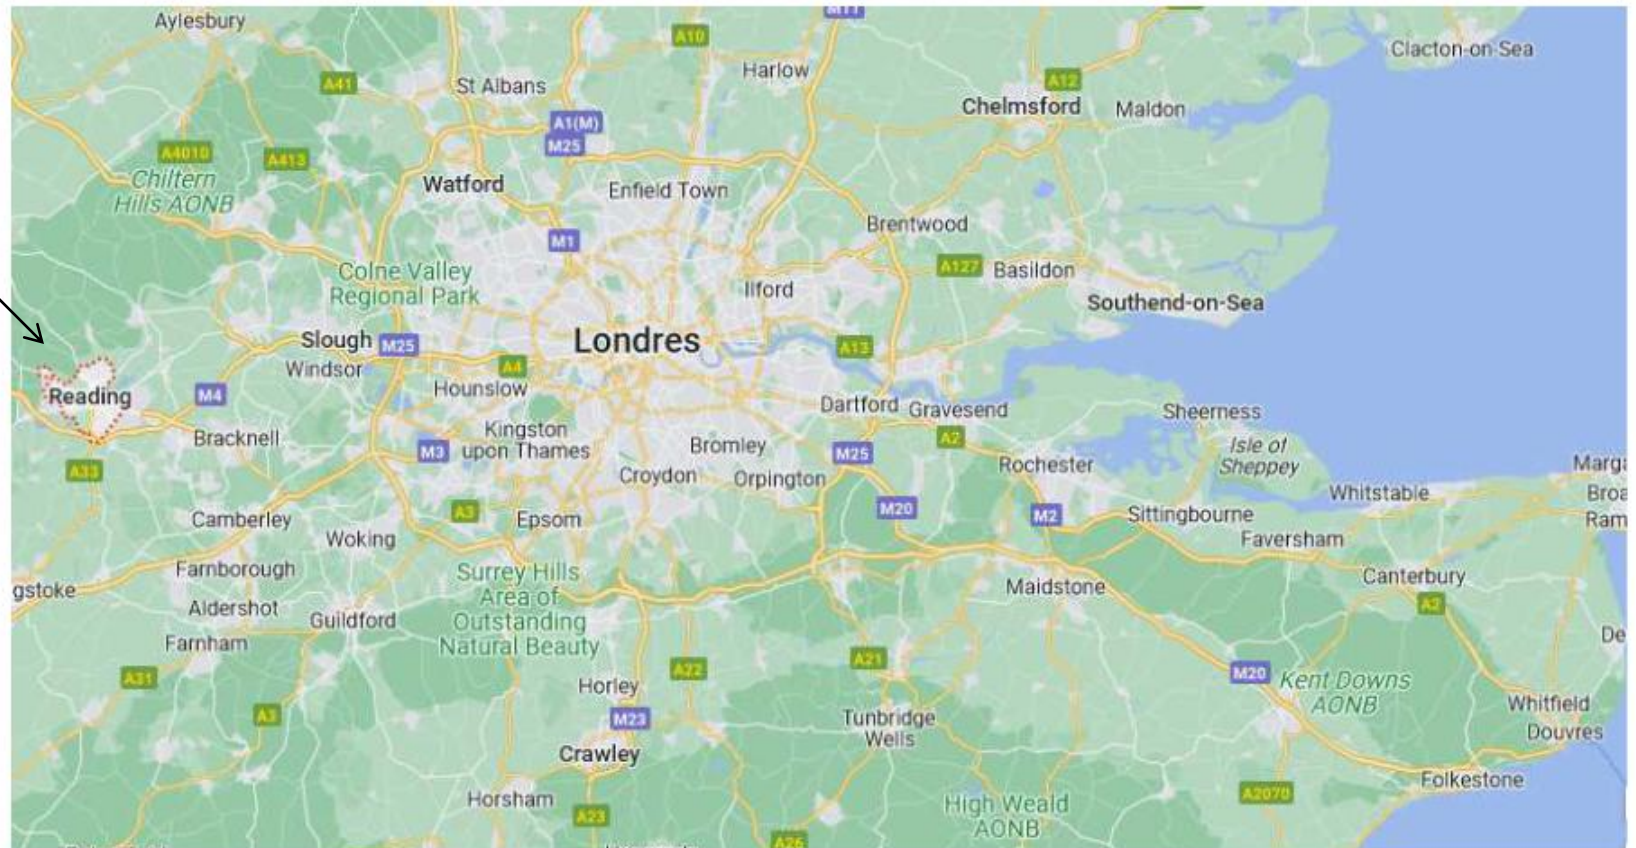 M11
Aylesbury
A10
Clacton-on-Sea
Harlow
A41
St Albans
A12
Chelmsford
Maldon
A1(M)
M25
A4010
A413
Chiltern
Hills AONB
Watford
Enfield Town
Brentwood
M1
Colne Valley
Regional Park
A127
Basildon
Ilford
Southend-on-Sea
Londres
Slough
M25
A13
Windsor
A4
Hounslow
Reading
M4
Dartford
Gravesend
Sheerness
Bracknell
Kingston
upon Thames
M3
Bromley
M25
A2
Isle of
Sheppey
A33
Croydon
Orpington
Rochester
Marga
Whitstable
Broa
Camberley
A3
Epsom
M20
M2
Sittingbourne
Ram
Woking
Faversham
Farnborough
Surrey Hills
Area of
Outstanding
Natural Beauty
gstoke
Maidstone
Canterbury
A2
Aldershot
Guildford
De
Farnham
A31
A22
A21
M20
Kent Downs
AONB
Horley
A3
M23
Tunbridge
Wells
Whitfield
Douvres
Crawley
Folkestone
Horsham
A23
High Weald
AONB
A2070
A26